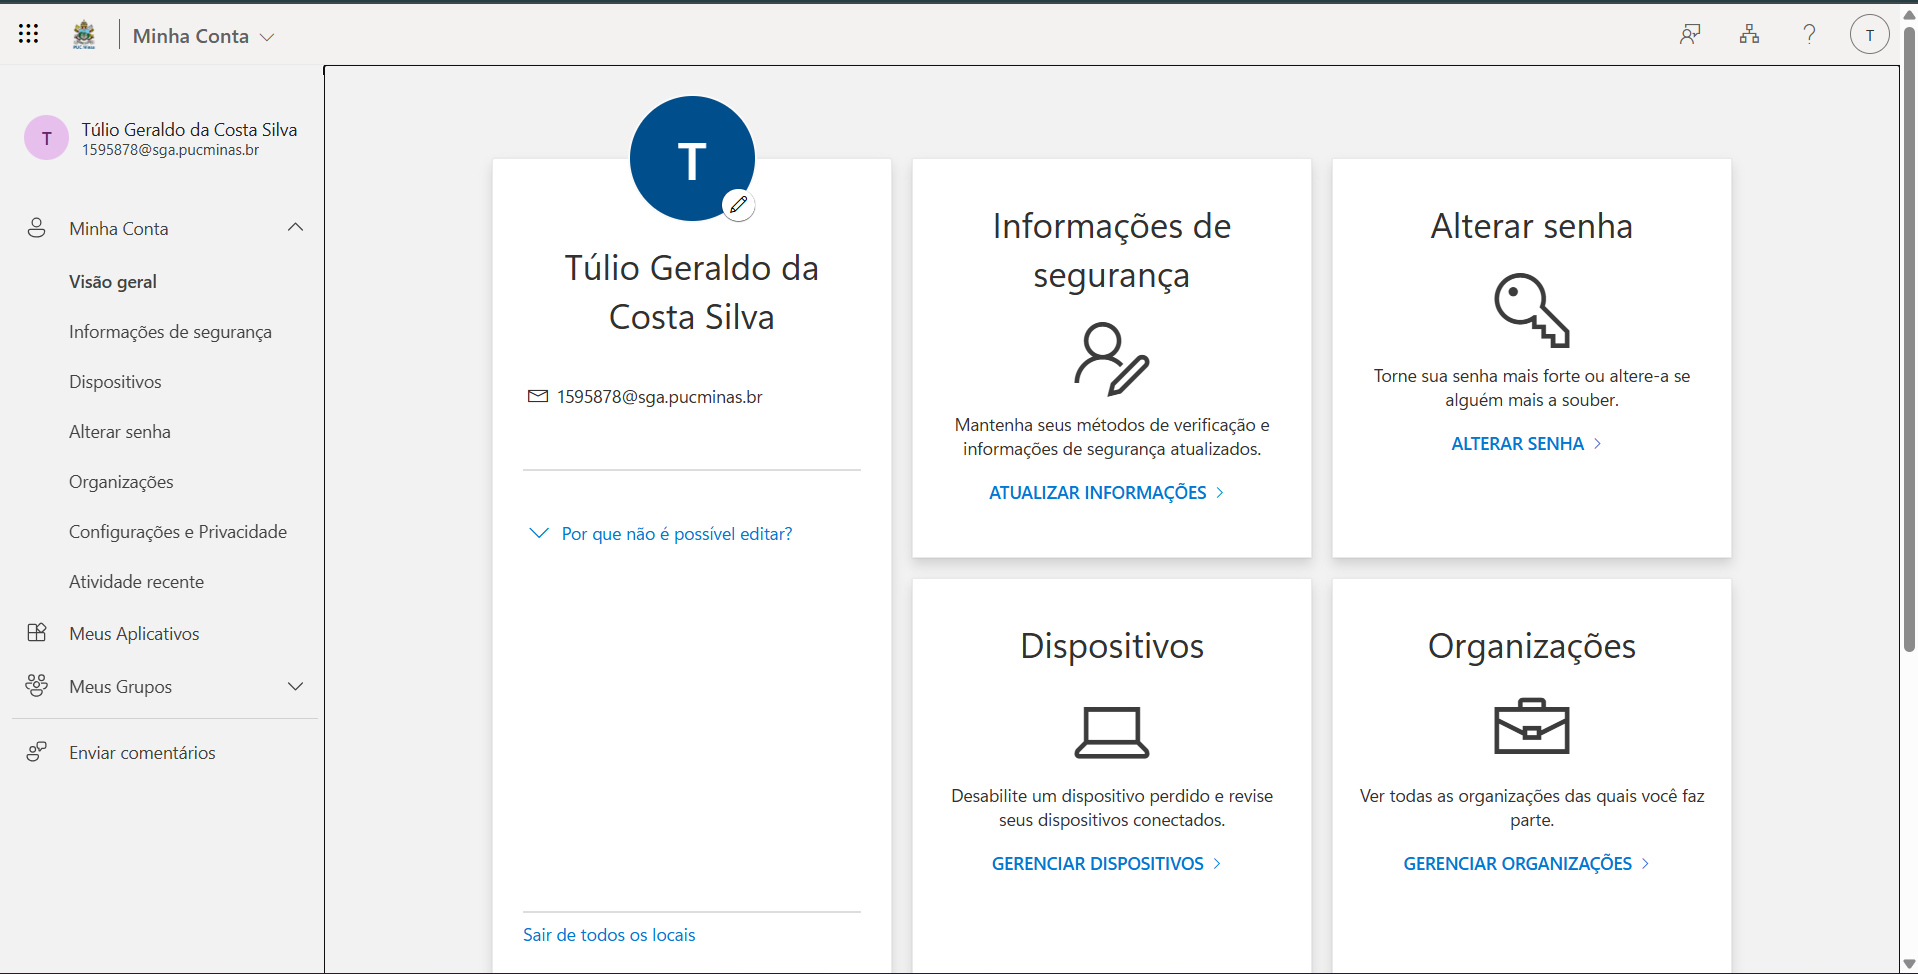 Minha Conta
T
T
Túlio Geraldo da Costa Silva
1595878@sga.pucminas.br
Minha Conta
Visão geral
Informações de segurança
Dispositivos
Alterar senha
Organizações
Configurações e Privacidade
Atividade recente
Meus Aplicativos
Meus Grupos
Enviar comentários
T
Túlio Geraldo da
Costa Silva
1595878@sga.pucminas.br
Por que não é possível editar?
Sair de todos os locais
Informações de
segurança
Mantenha seus métodos de verificação e
informações de segurança atualizados.
ATUALIZAR INFORMAÇÕES
Alterar senha
Torne sua senha mais forte ou altere-a se
alguém mais a souber.
ALTERAR SENHA
Dispositivos
Desabilite um dispositivo perdido e revise
seus dispositivos conectados.
GERENCIAR DISPOSITIVOS
Organizações
Ver todas as organizações das quais você faz
parte.
GERENCIAR ORGANIZAÇÕES